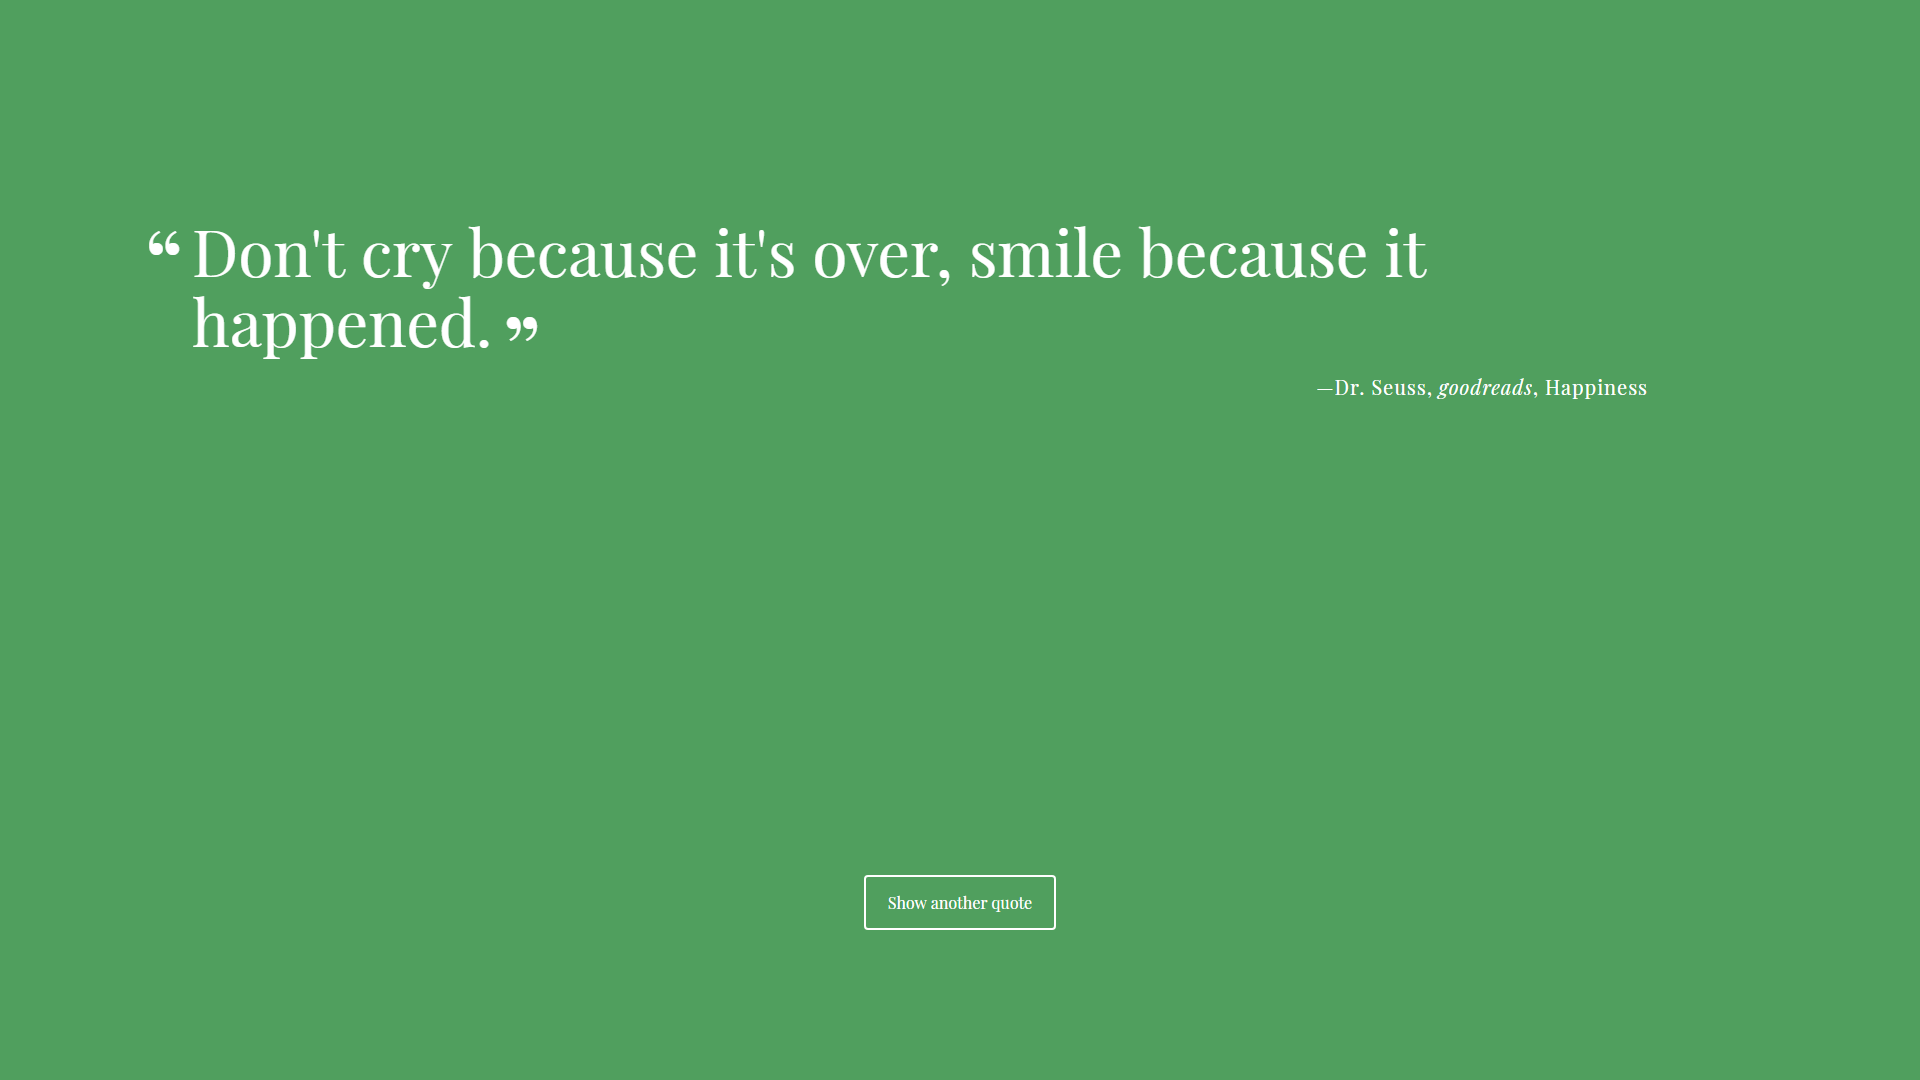 “ Don't cry because it's over, smile because it
happened. ”
—Dr. Seuss, goodreads, Happiness
Show another quote